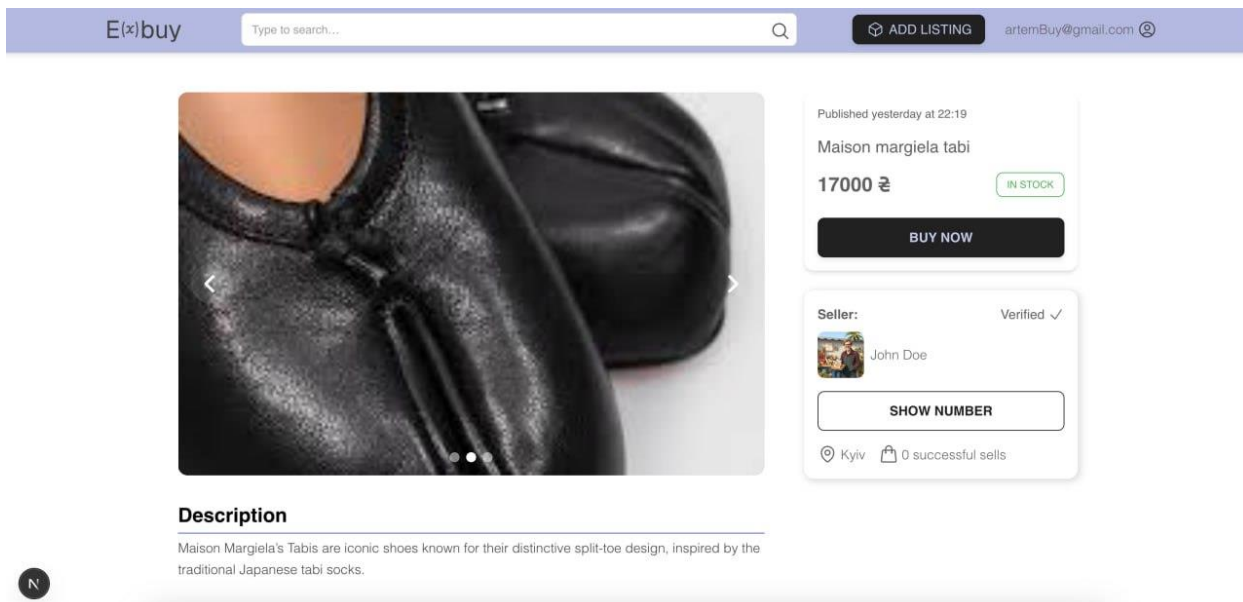 E(x)buy
Type to search...
ADD LISTING
artemBuy@gmail.com
Published yesterday at 22:19
Maison margiela tabi
17000 ₴
IN STOCK
BUY NOW
Seller:
Verified
John Doe
SHOW NUMBER
Kyiv
0 successful sells
Description
Maison Margiela's Tabis are iconic shoes known for their distinctive split-toe design, inspired by the
traditional Japanese tabi socks.
N